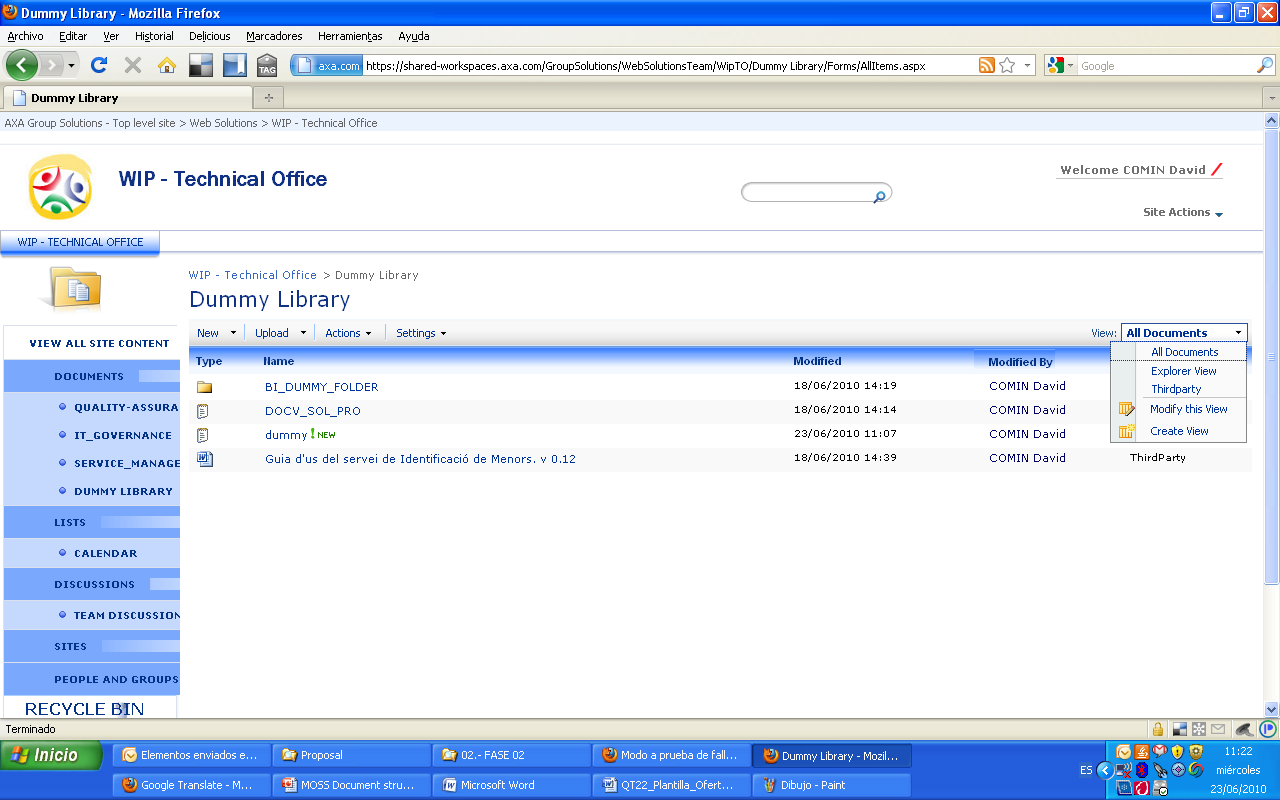 Dummy Library - Mozilla Firefox
Archivo Editar Ver Historial Delicious Marcadores Herramientas Ayuda
TAG axa.com https://shared-workspaces.axa.com/GroupSolutions/WebSolutionsTeam/WipTO/Dummy Library/Forms/AllItems.aspx Google
Dummy Library
AXA Group Solutions - Top level site > Web Solutions > WIP - Technical Office
WIP - Technical Office
Welcome COMIN David
Site Actions
WIP - TECHNICAL OFFICE
WIP - Technical Office > Dummy Library
Dummy Library
New Upload Actions Settings View: All Documents
Type Name Modified Modified By
BI_DUMMY_FOLDER 18/06/2010 14:19 COMIN David
DOCV_SOL_PRO 18/06/2010 14:14 COMIN David
dummy ! NEW 23/06/2010 11:07 COMIN David
Guia d'us del servei de Identificació de Menors. v 0.12 18/06/2010 14:39 COMIN David ThirdParty
All Documents
Explorer View
Thirdparty
Modify this View
Create View
VIEW ALL SITE CONTENT
DOCUMENTS
QUALITY-ASSURA
IT_GOVERNANCE
SERVICE_MANAGE
DUMMY LIBRARY
LISTS
CALENDAR
DISCUSSIONS
TEAM DISCUSSION
SITES
PEOPLE AND GROUPS
RECYCLE BIN
Terminado
Inicio Elementos enviados e... Proposal 02.- FASE 02 Modo a prueba de fall... Dummy Library - Mozil... 11:22
ES miércoles
Google Translate - M... MOSS Document stru... Microsoft Word QT22_Plantilla_Ofert... Dibujo - Paint 23/06/2010